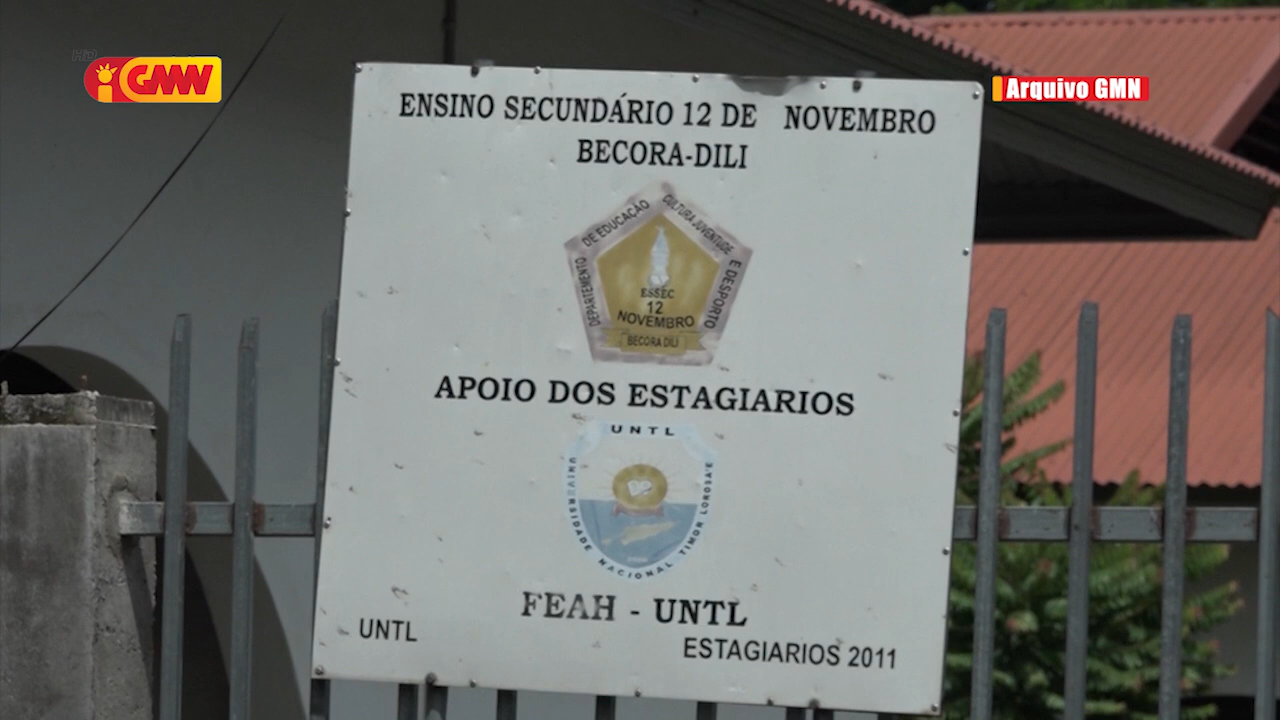 GMN
Arquivo GMN
ENSINO SECUNDÁRIO 12 DE NOVEMBRO
BECORA-DILI
DEPARTEMENTO DE EDUCAÇÃO CULTURA JUVENTUDE E DESPORTO
ESSEC
12
NOVEMBRO
BECORA DILI
APOIO DOS ESTAGIARIOS
UNTL
UNIVERSIDADE NACIONAL TIMOR LOROSA'E
FEAH - UNTL
UNTL
ESTAGIARIOS 2011